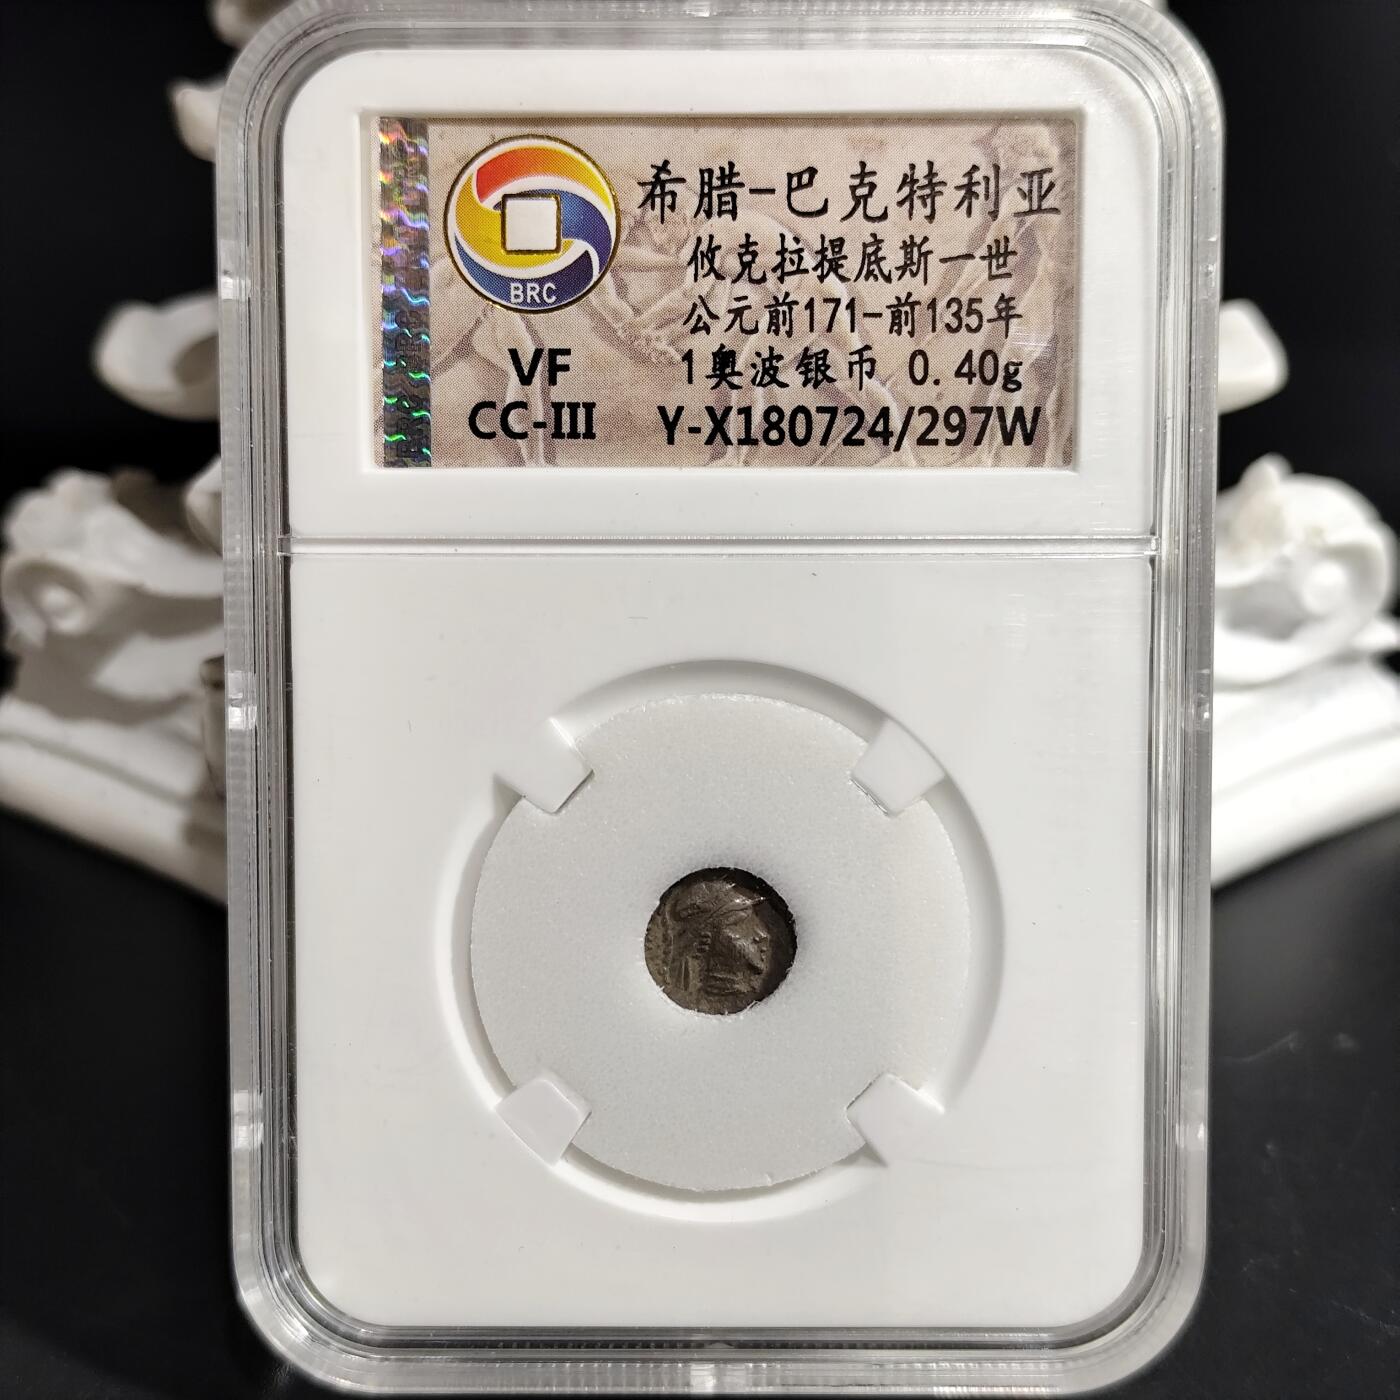 希腊-巴克特利亚
攸克拉提底斯一世
公元前171-前135年
1奥波银币 0.40g
Y-X180724/297W
BRC
VF
CC-III